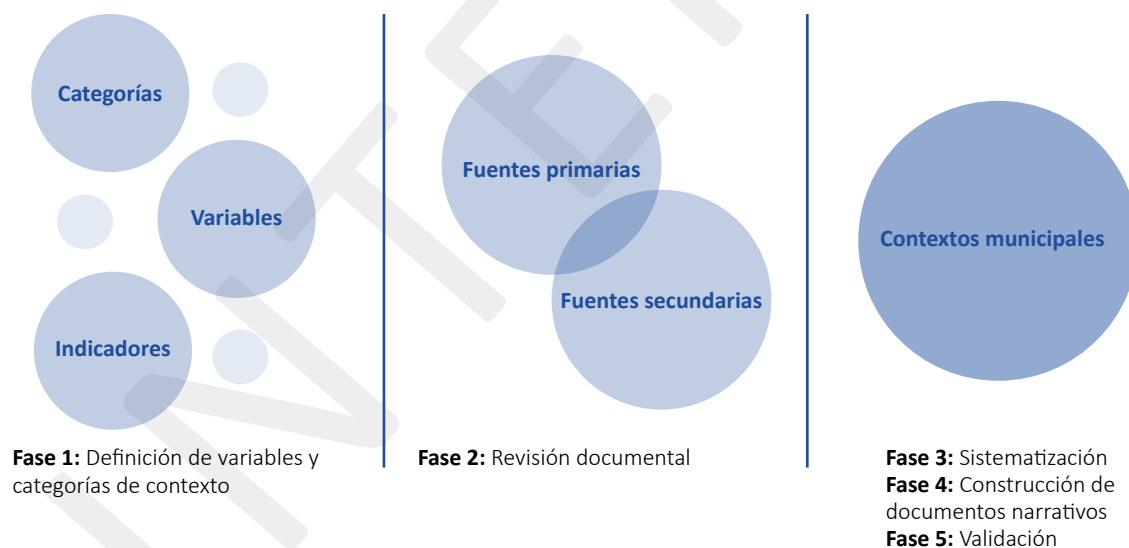 Categorías
Variables
Indicadores
Fase 1: Definición de variables y
categorías de contexto
Fuentes primarias
Fuentes secundarias
Fase 2: Revisión documental
Contextos municipales
Fase 3: Sistematización
Fase 4: Construcción de
documentos narrativos
Fase 5: Validación